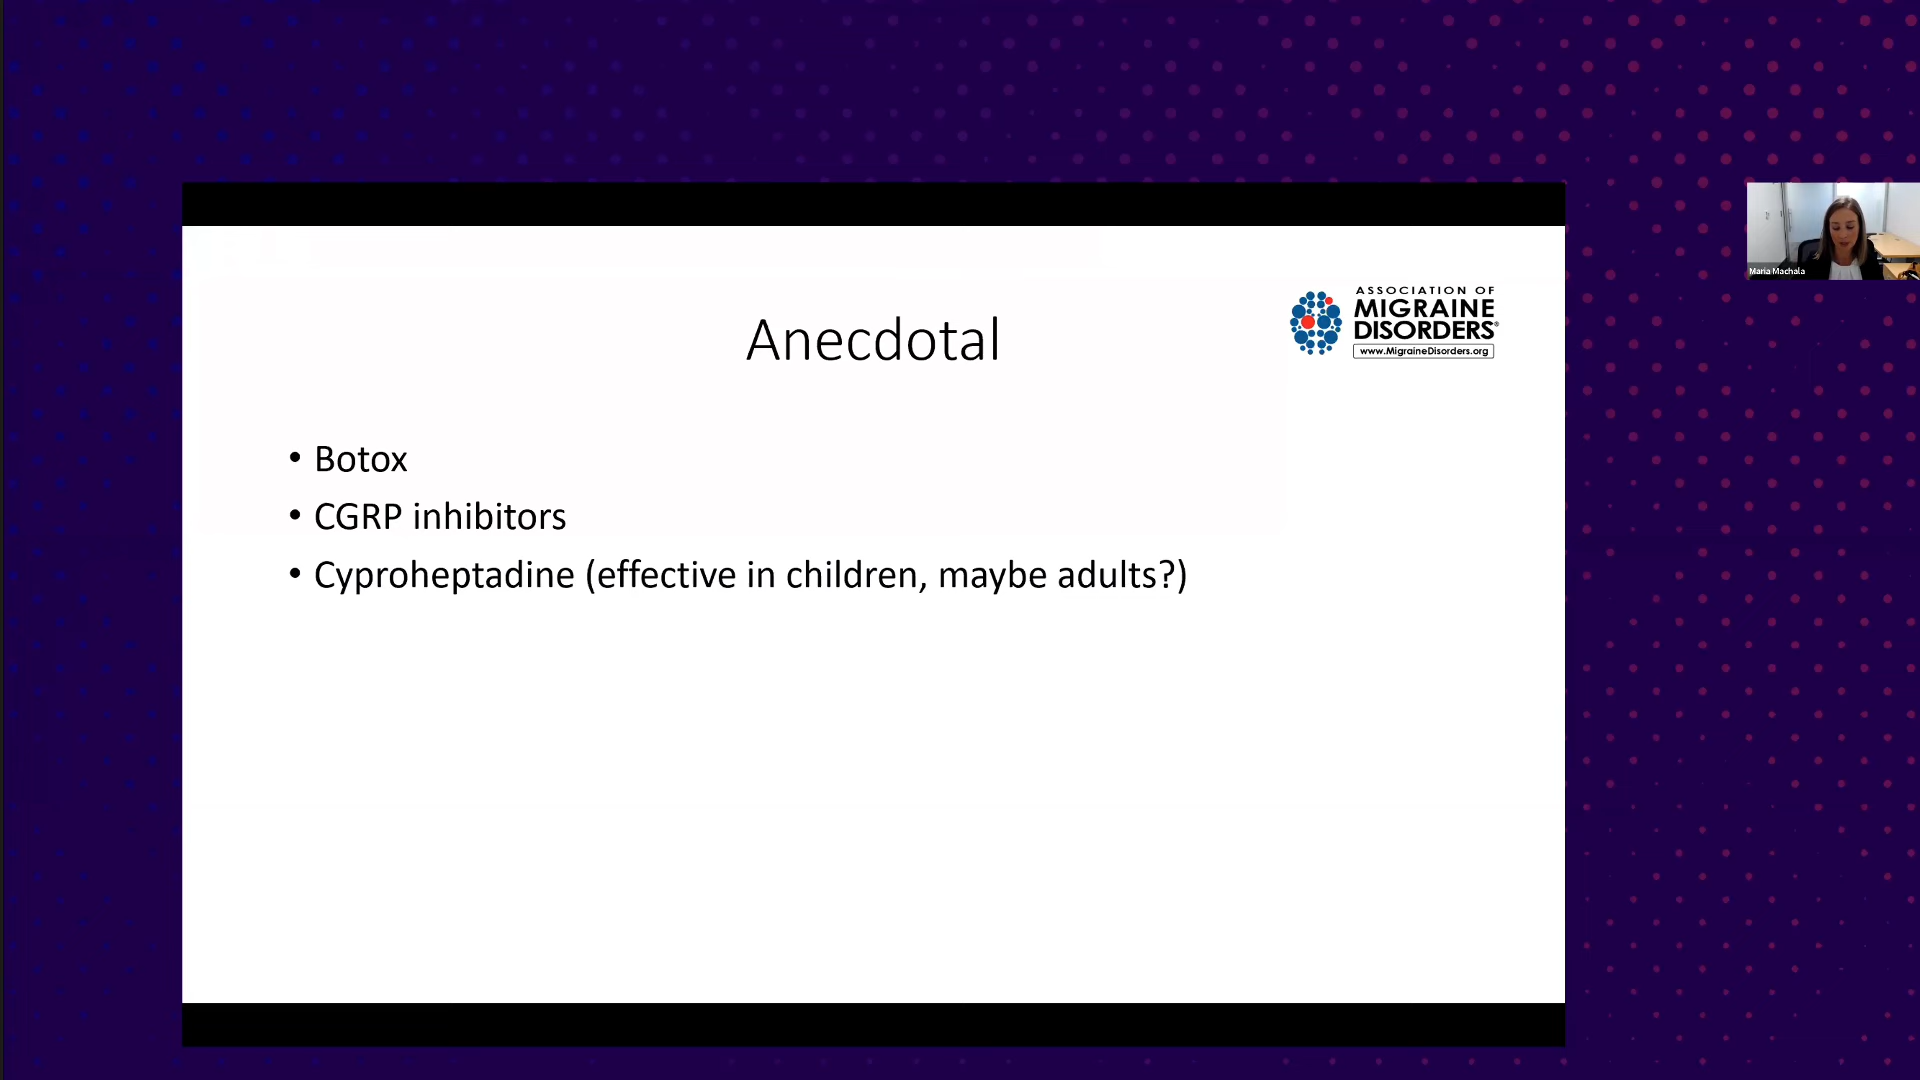 Anecdotal
ASSOCIATION OF
MIGRAINE
DISORDERS®
www.MigraineDisorders.org
• Botox
• CGRP inhibitors
• Cyproheptadine (effective in children, maybe adults?)
Maria Machala